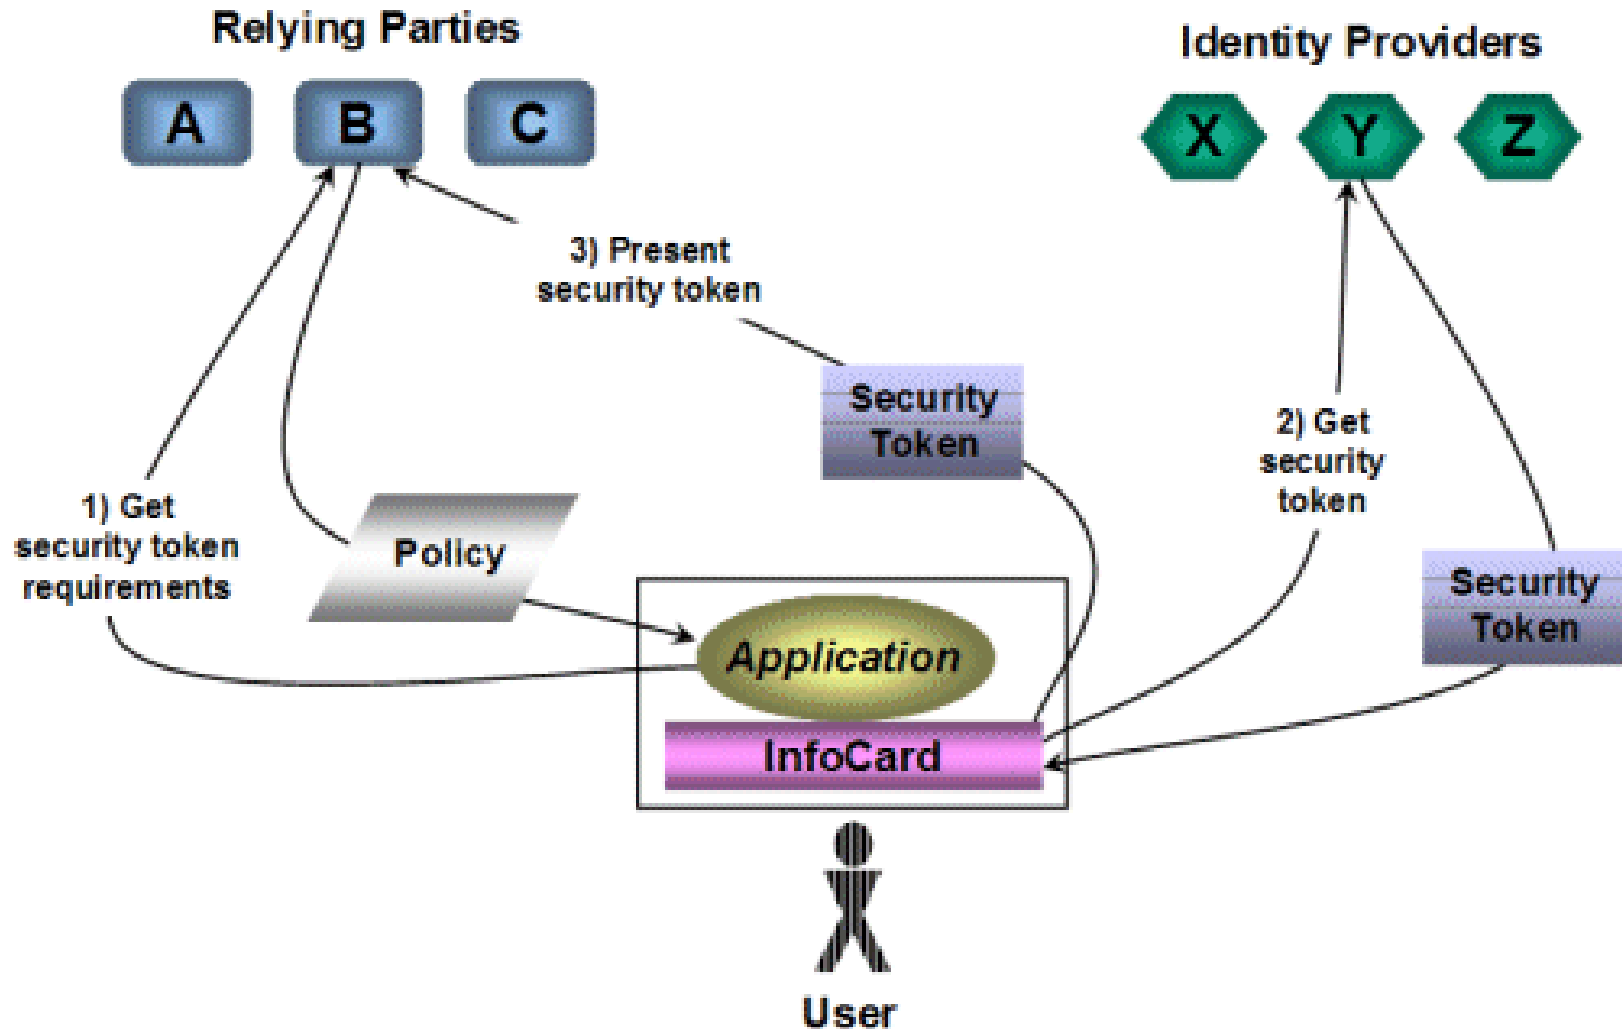 Relying Parties
Identity Providers
A
B
C
X
Y
Z
3) Present
security token
Security
Token
2) Get
security
token
1) Get
security token
requirements
Policy
Security
Token
Application
InfoCard
User